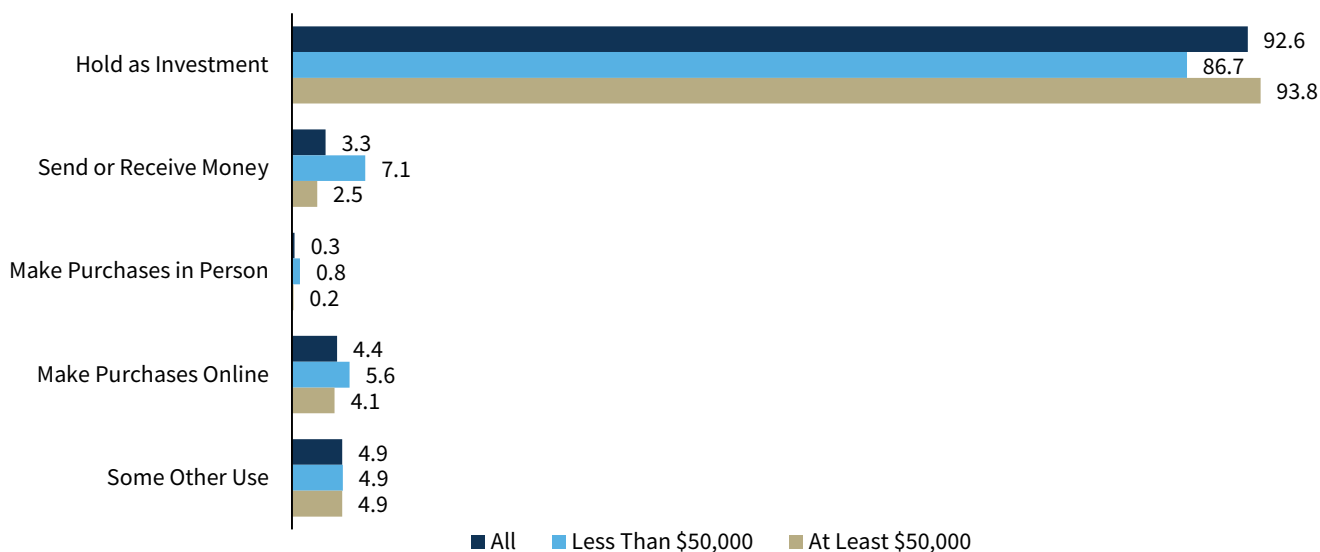 92.6
Hold as Investment
86.7
93.8
3.3
Send or Receive Money
7.1
2.5
0.3
Make Purchases in Person
0.8
0.2
4.4
Make Purchases Online
5.6
4.1
4.9
Some Other Use
4.9
4.9
All Less Than $50,000 At Least $50,000